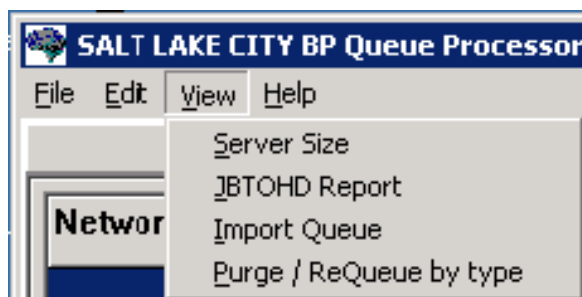 SALT LAKE CITY BP Queue Processor
File Edit View Help
Server Size
JBTOHD Report
Networ
Import Queue
Purge / ReQueue by type